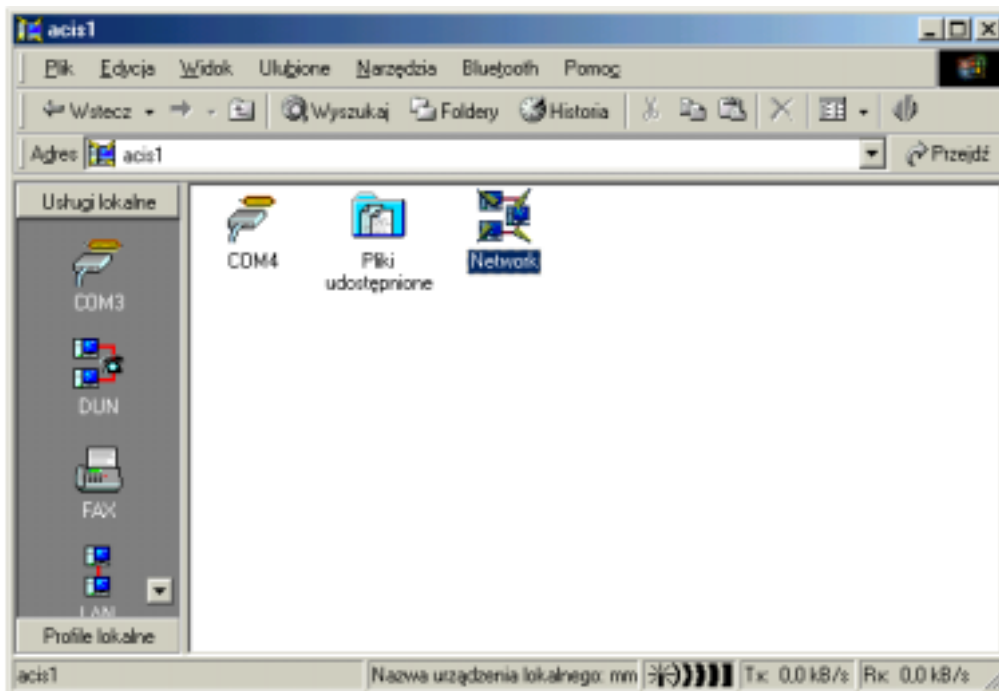 acis1
Plik Edycja Widok Ulubione Narzędzia Bluetooth Pomoc
Wstecz Wyszukaj Foldery Historia
Adres acis1 Przejdź
Usługi lokalne
COM3
DUN
FAX
LAN
Profile lokalne
COM4
Pliki
udostępnione
Network
acis1 Nazwa urządzenia lokalnego: mm Tx: 0.0 kB/s Rx: 0.0 kB/s